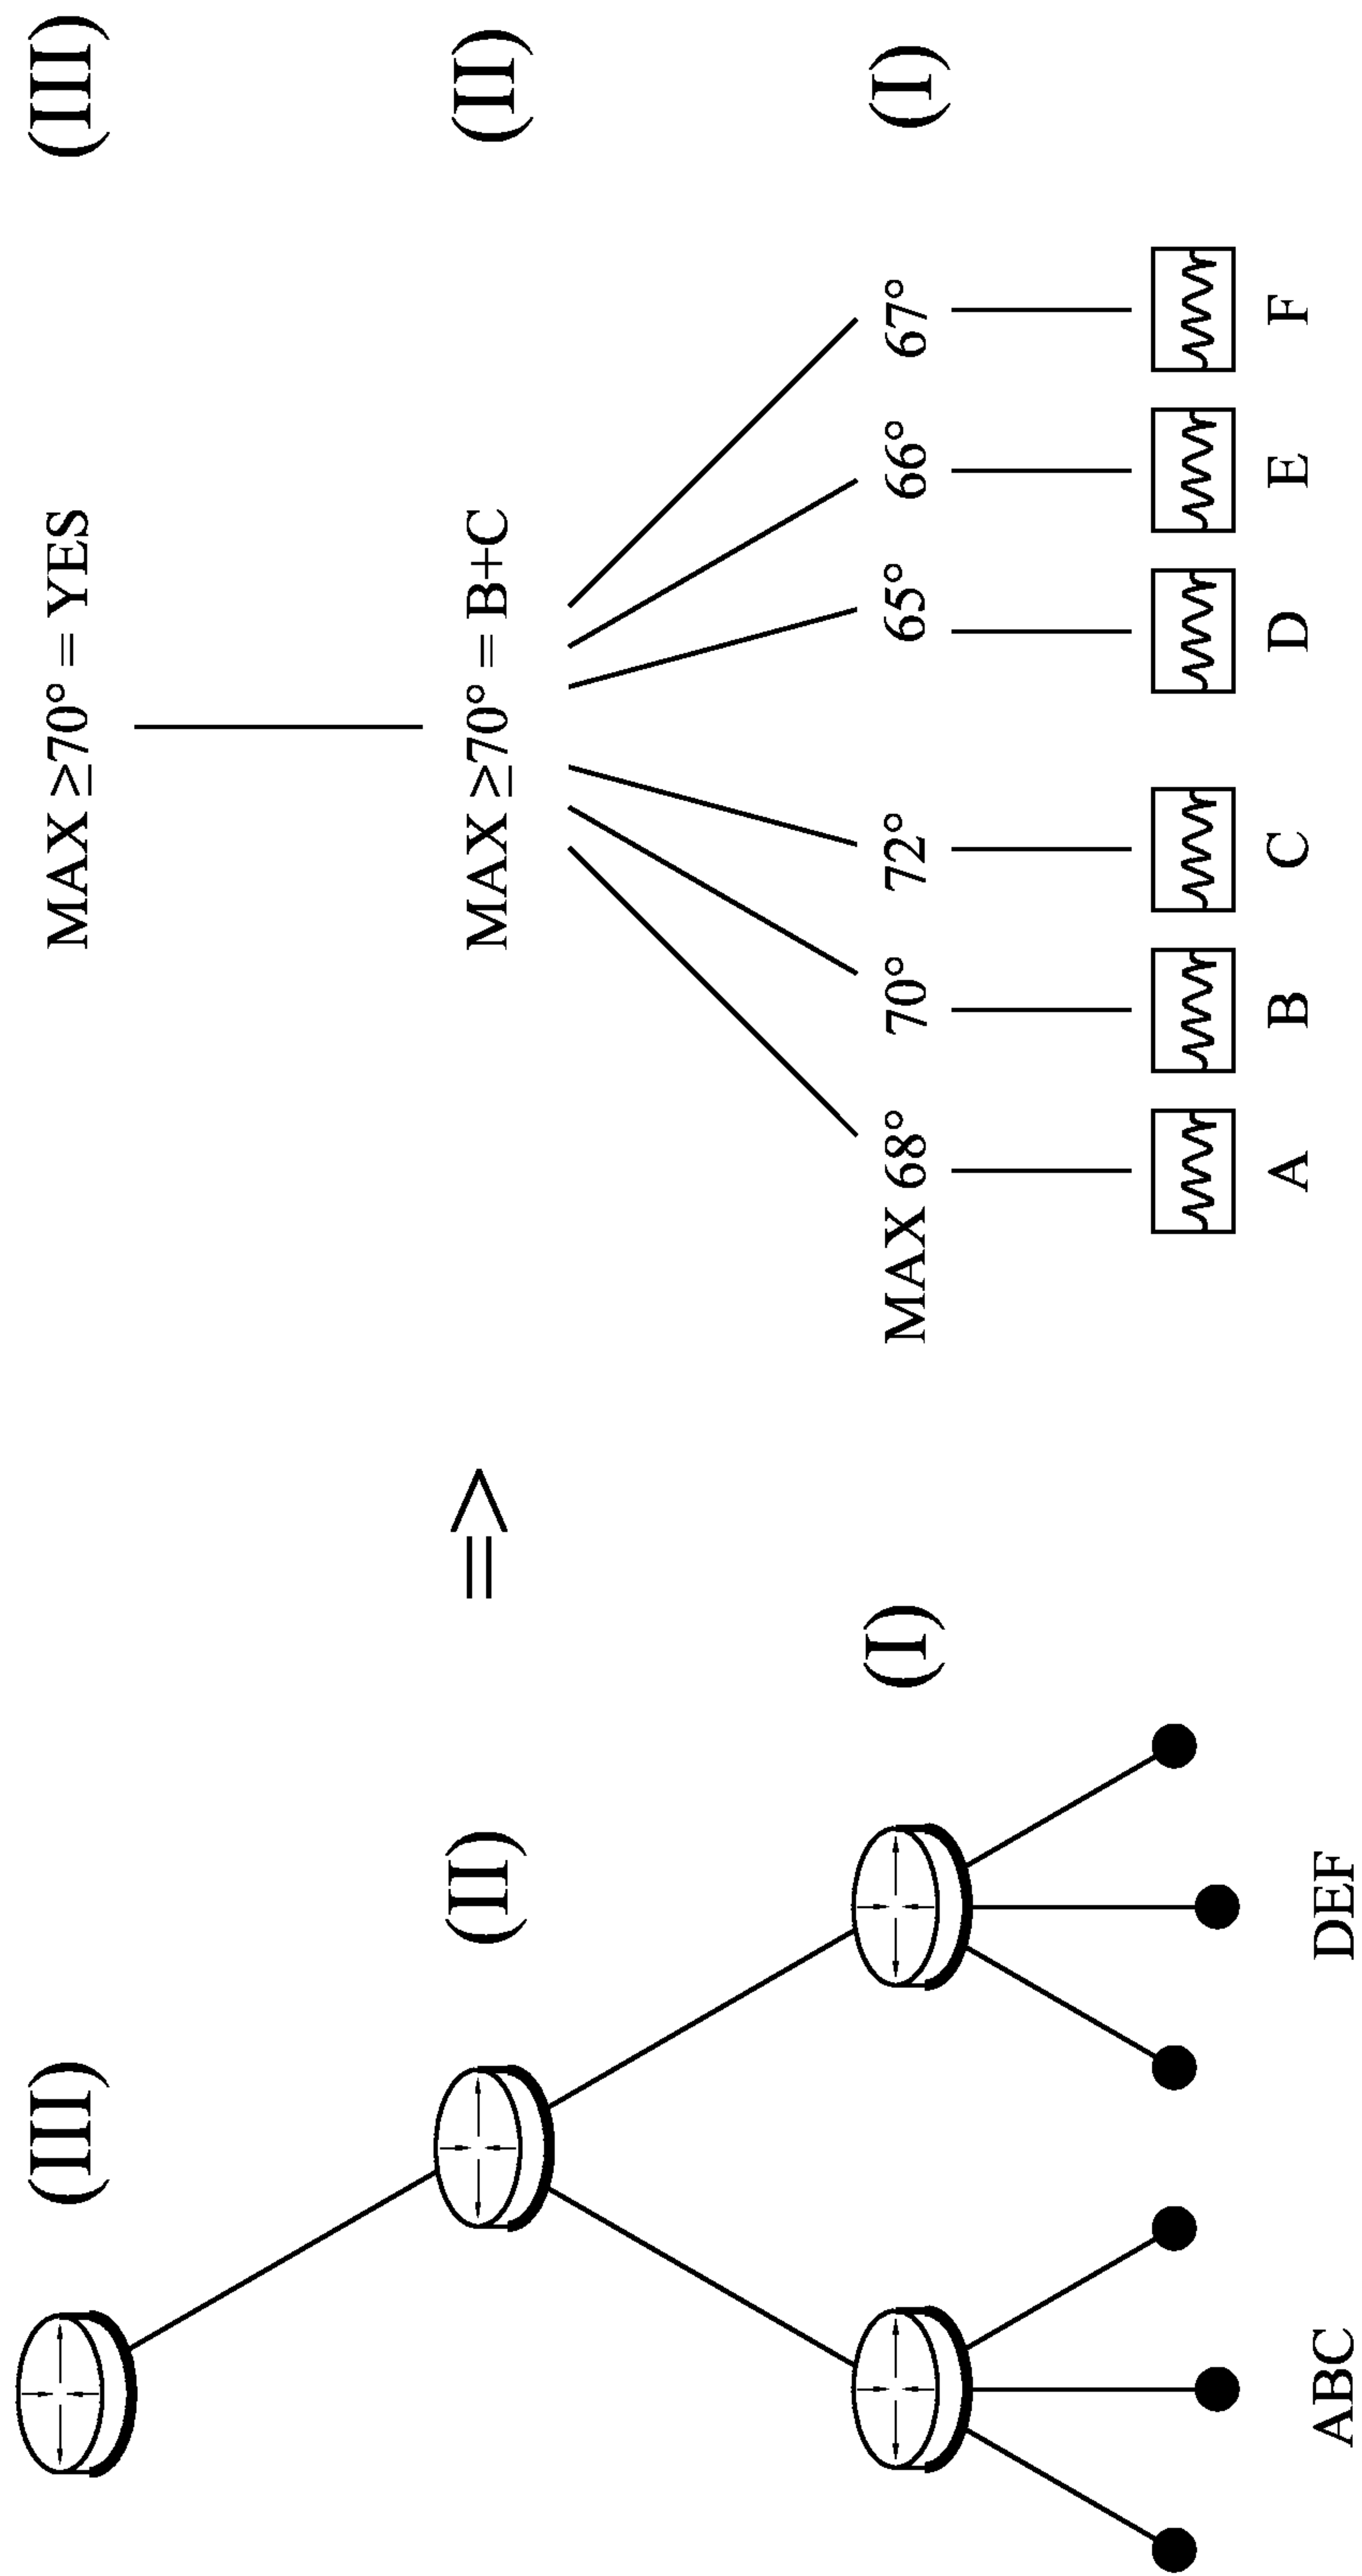 (III)
(III)
MAX ≥70° = YES
(II)
=>
MAX ≥70° = B+C
(II)
(I)
MAX 68° 70° 72° 65° 66° 67°
(I)
A B C D E F
ABC DEF